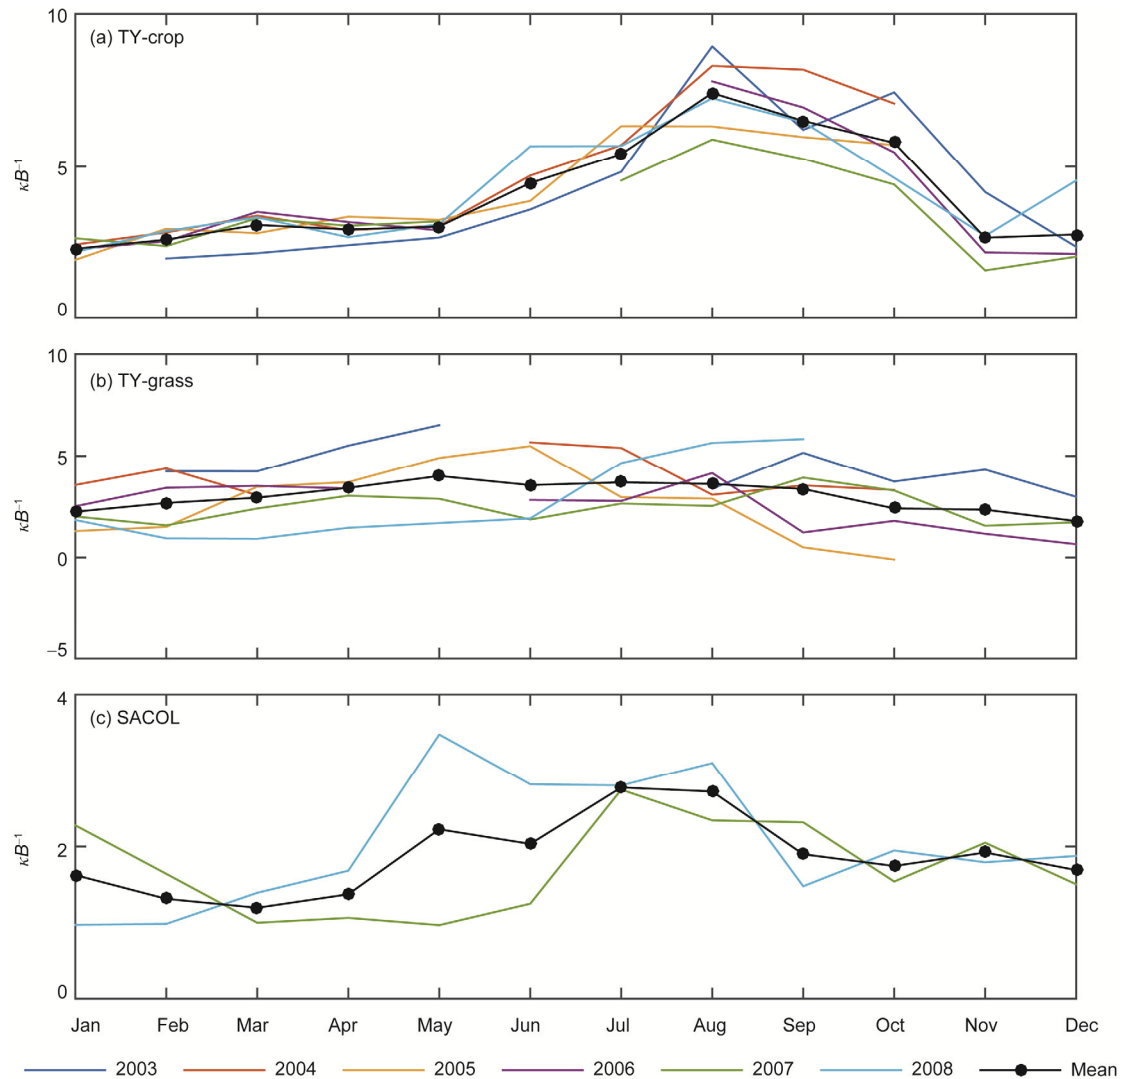 10
(a) TY-crop
5
κB⁻¹
0
10
(b) TY-grass
5
κB⁻¹
0
−5
4
(c) SACOL
2
κB⁻¹
0
Jan Feb Mar Apr May Jun Jul Aug Sep Oct Nov Dec
2003 2004 2005 2006 2007 2008 Mean